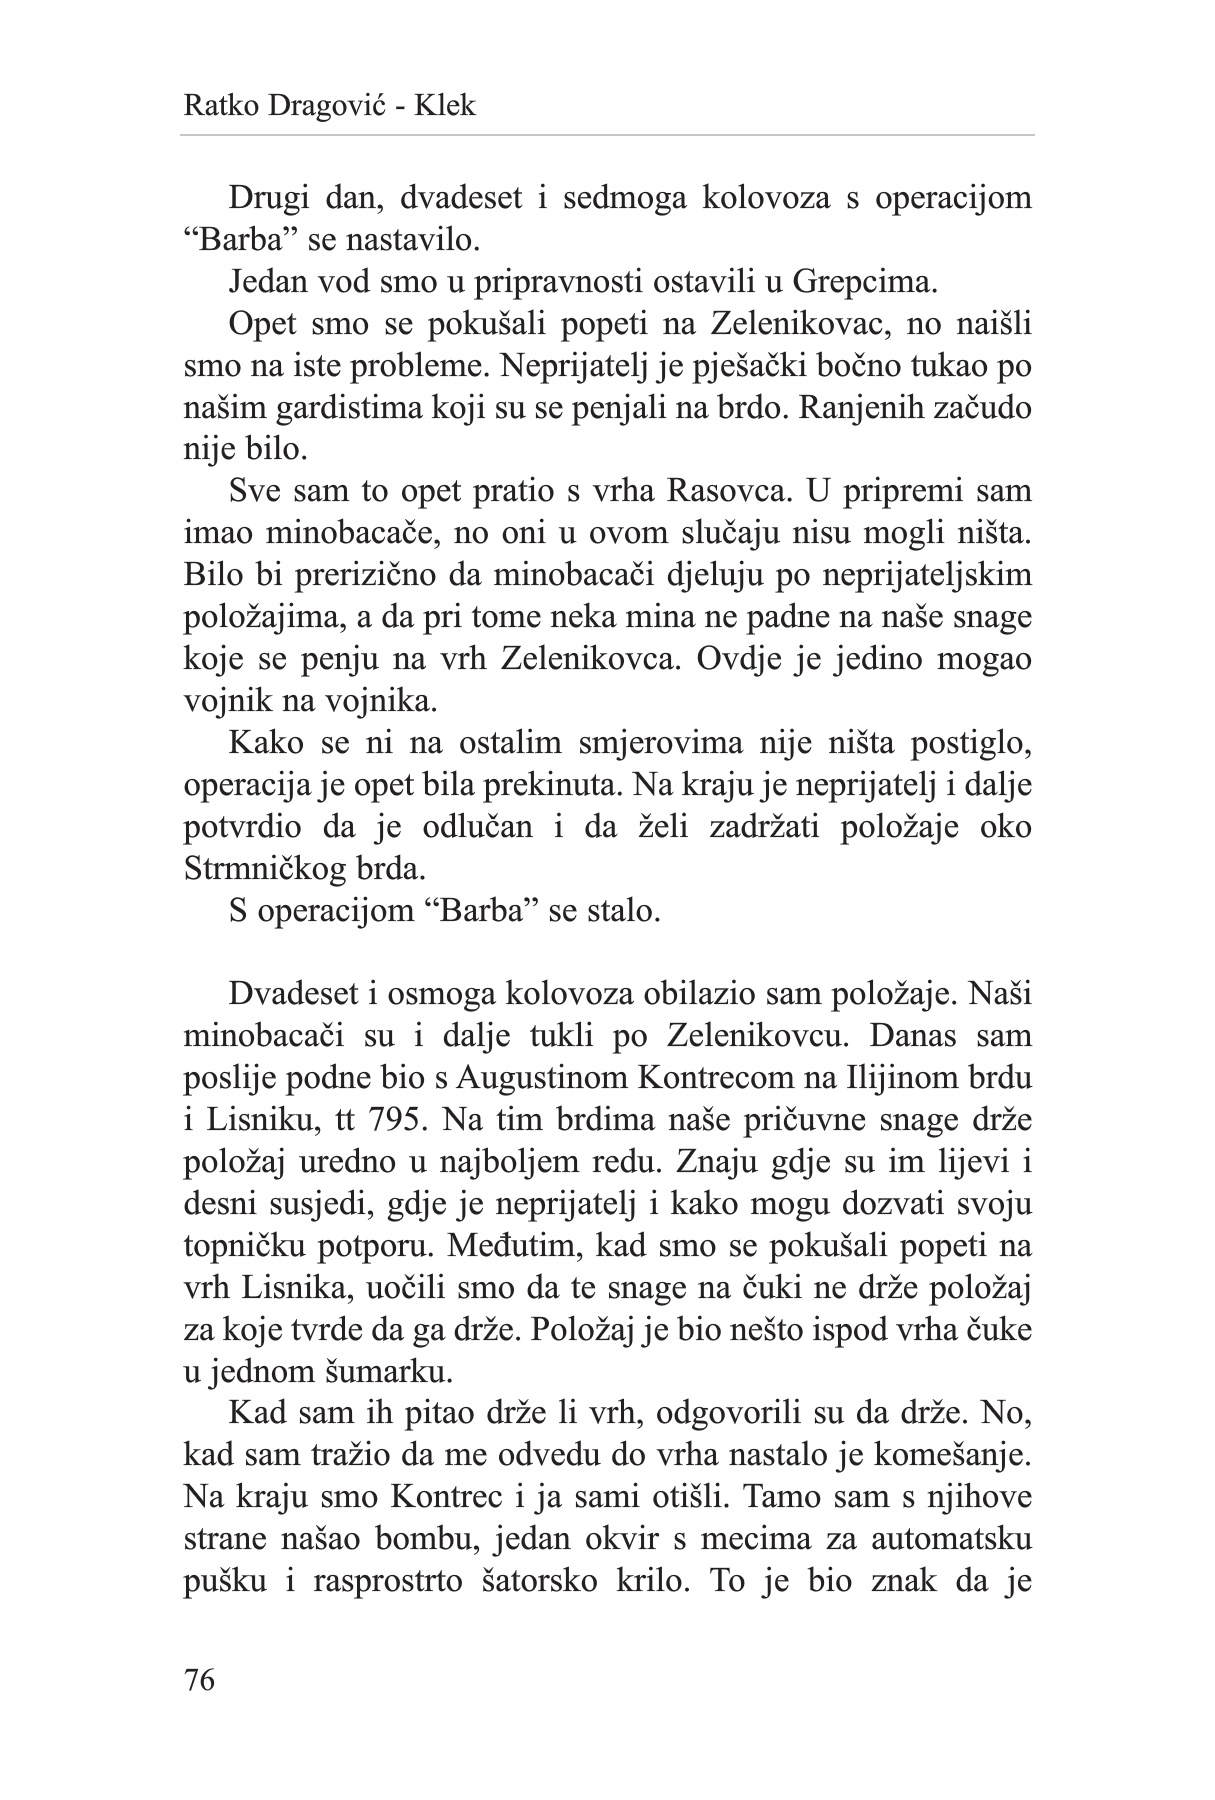 Ratko Dragović - Klek
Drugi dan, dvadeset i sedmoga kolovoza s operacijom
“Barba” se nastavilo.
Jedan vod smo u pripravnosti ostavili u Grepcima.
Opet smo se pokušali popeti na Zelenikovac, no naišli
smo na iste probleme. Neprijatelj je pješački bočno tukao po
našim gardistima koji su se penjali na brdo. Ranjenih začudo
nije bilo.
Sve sam to opet pratio s vrha Rasovca. U pripremi sam
imao minobacače, no oni u ovom slučaju nisu mogli ništa.
Bilo bi prerizično da minobacači djeluju po neprijateljskim
položajima, a da pri tome neka mina ne padne na naše snage
koje se penju na vrh Zelenikovca. Ovdje je jedino mogao
vojnik na vojnika.
Kako se ni na ostalim smjerovima nije ništa postiglo,
operacija je opet bila prekinuta. Na kraju je neprijatelj i dalje
potvrdio da je odlučan i da želi zadržati položaje oko
Strmničkog brda.
S operacijom “Barba” se stalo.
Dvadeset i osmoga kolovoza obilazio sam položaje. Naši
minobacači su i dalje tukli po Zelenikovcu. Danas sam
poslije podne bio s Augustinom Kontrecom na Ilijinom brdu
i Lisniku, tt 795. Na tim brdima naše pričuvne snage drže
položaj uredno u najboljem redu. Znaju gdje su im lijevi i
desni susjedi, gdje je neprijatelj i kako mogu dozvati svoju
topničku potporu. Međutim, kad smo se pokušali popeti na
vrh Lisnika, uočili smo da te snage na čuki ne drže položaj
za koje tvrde da ga drže. Položaj je bio nešto ispod vrha čuke
u jednom šumarku.
Kad sam ih pitao drže li vrh, odgovorili su da drže. No,
kad sam tražio da me odvedu do vrha nastalo je komešanje.
Na kraju smo Kontrec i ja sami otišli. Tamo sam s njihove
strane našao bombu, jedan okvir s mecima za automatsku
pušku i rasprostrto šatorsko krilo. To je bio znak da je
76